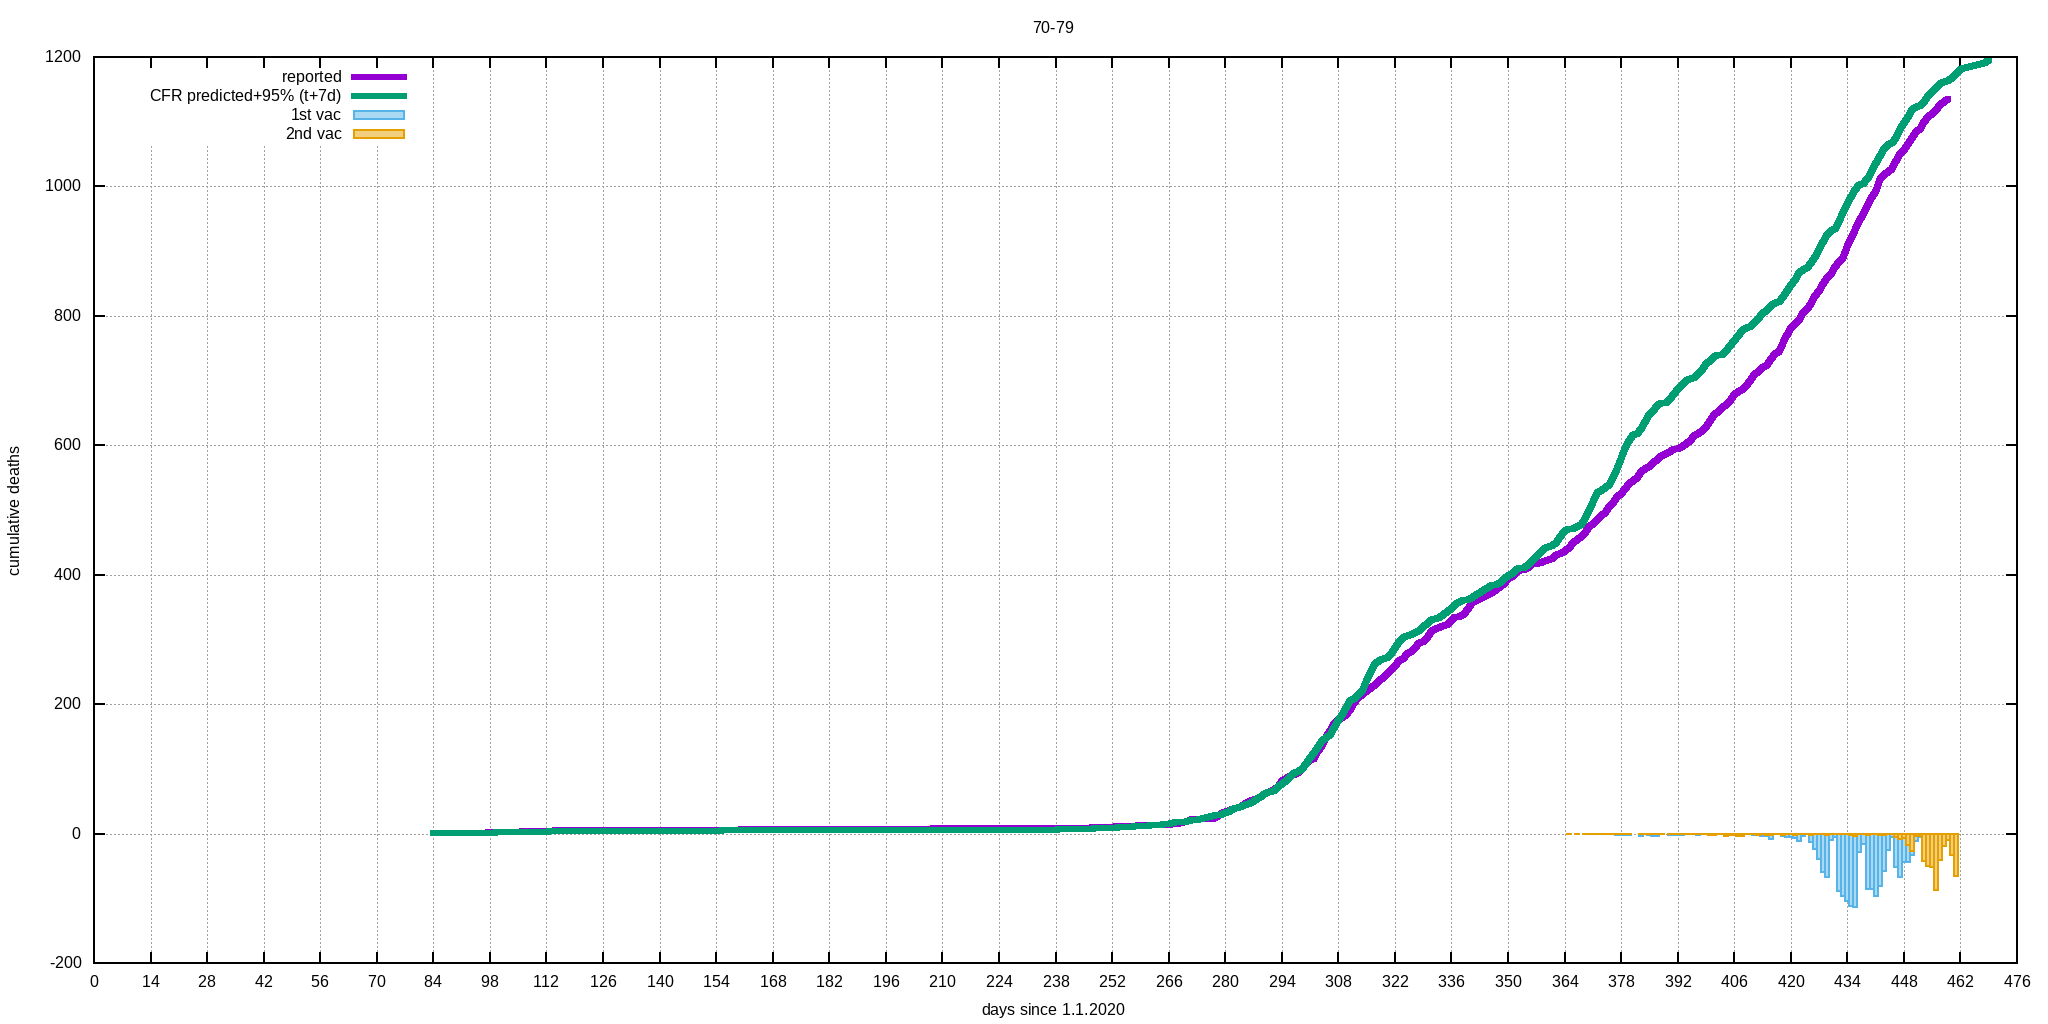 70-79
1200
1000
800
600
400
200
0
-200
cumulative deaths
reported
CFR predicted+95% (t+7d)
1st vac
2nd vac
0 14 28 42 56 70 84 98 112 126 140 154 168 182 196 210 224 238 252 266 280 294 308 322 336 350 364 378 392 406 420 434 448 462 476
days since 1.1.2020